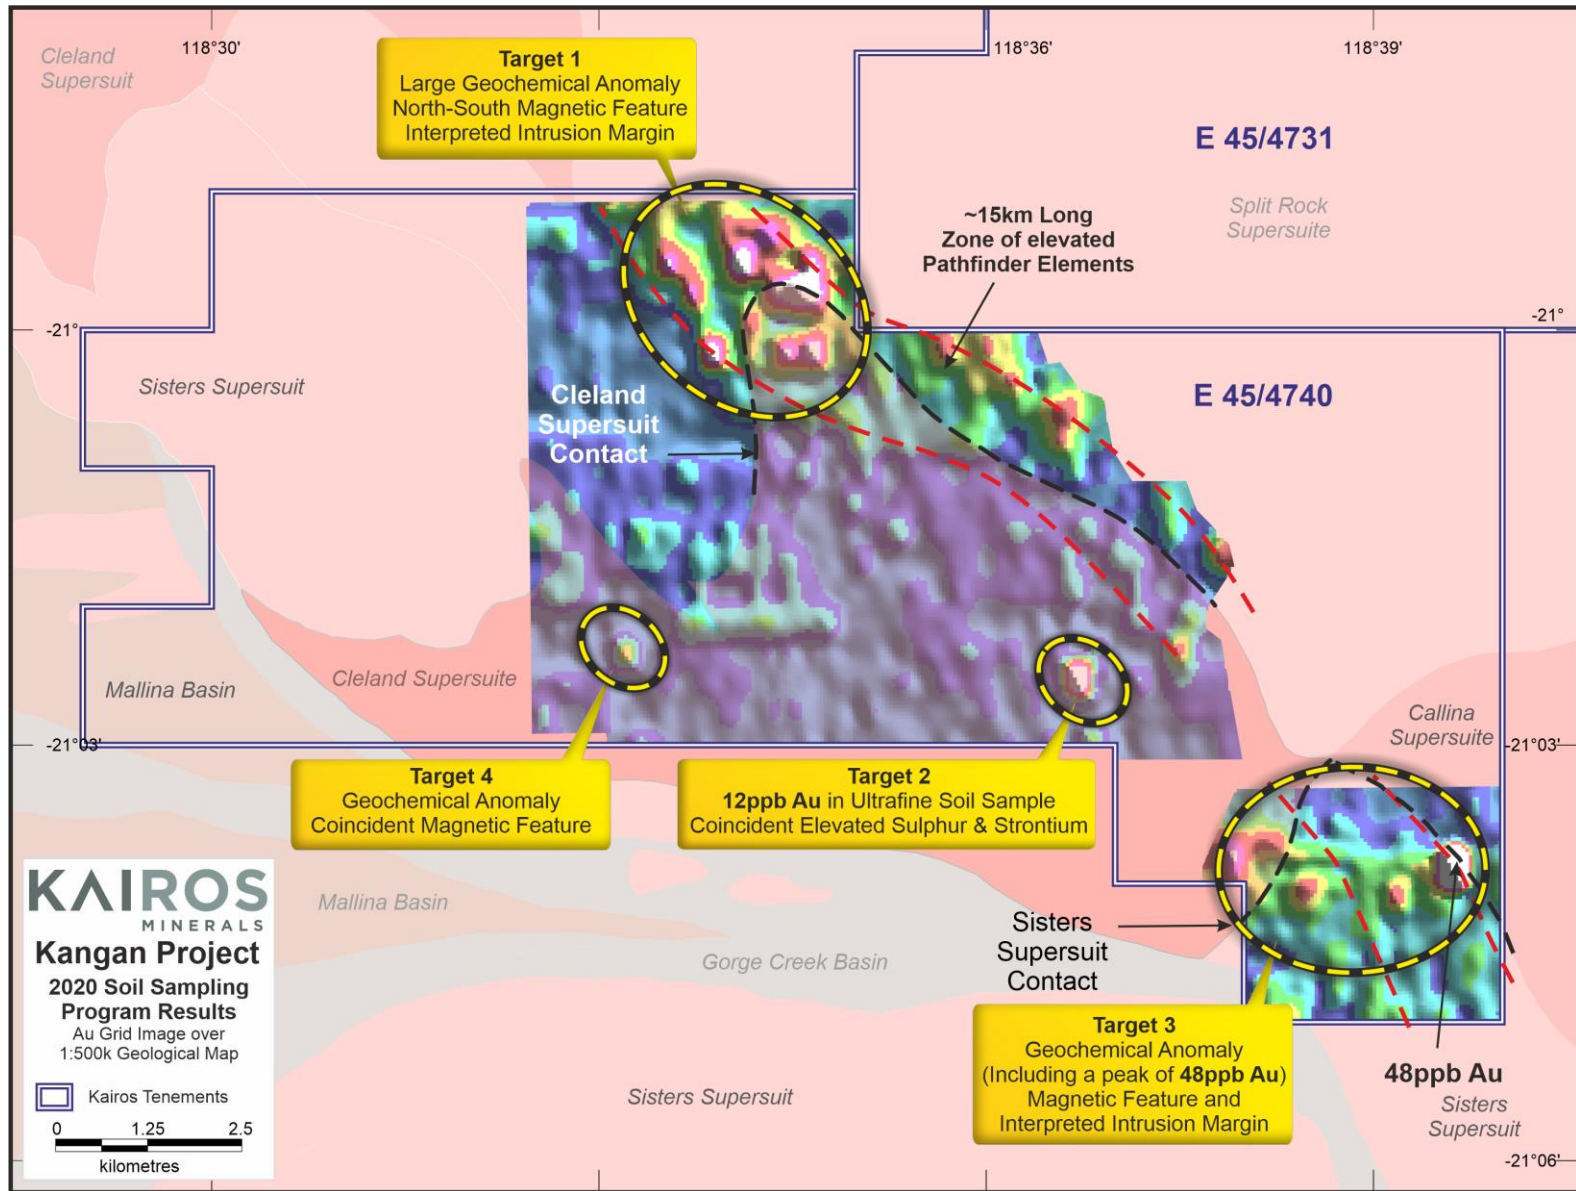 118°30'
118°36'
118°39'
Cleland
Supersuit
Target 1
Large Geochemical Anomaly
North-South Magnetic Feature
Interpreted Intrusion Margin
E 45/4731
Split Rock
Supersuite
~15km Long
Zone of elevated
Pathfinder Elements
-21°
-21°
Sisters Supersuit
Cleland
Supersuit
Contact
E 45/4740
Mallina Basin
Cleland Supersuite
Callina
Supersuite
-21°03'
-21°03'
Target 4
Geochemical Anomaly
Coincident Magnetic Feature
Target 2
12ppb Au in Ultrafine Soil Sample
Coincident Elevated Sulphur & Strontium
KAIROS
MINERALS
Kangan Project
2020 Soil Sampling
Program Results
Au Grid Image over
1:500k Geological Map
Kairos Tenements
0 1.25 2.5
kilometres
Mallina Basin
Gorge Creek Basin
Sisters
Supersuit
Contact
Target 3
Geochemical Anomaly
(Including a peak of 48ppb Au)
Magnetic Feature and
Interpreted Intrusion Margin
48ppb Au
Sisters
Supersuit
Sisters Supersuit
-21°06'